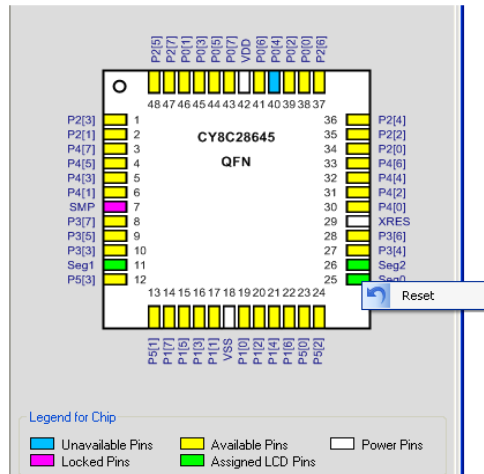 P2[5] P2[7] P0[1] P0[3] P0[5] P0[7] VDD P0[6] P0[4] P0[2] P0[0] P2[6]
48 47 46 45 44 43 42 41 40 39 38 37
P2[3] 1 36 P2[4]
P2[1] 2 CY8C28645 35 P2[2]
P4[7] 3 34 P2[0]
P4[5] 4 QFN 33 P4[6]
P4[3] 5 32 P4[4]
P4[1] 6 31 P4[2]
SMP 7 30 P4[0]
P3[7] 8 29 XRES
P3[5] 9 28 P3[6]
P3[3] 10 27 P3[4]
Seg1 11 26 Seg2
P5[3] 12 25 Seg0
Reset
13 14 15 16 17 18 19 20 21 22 23 24
P5[1] P1[7] P1[5] P1[3] P1[1] VSS P1[0] P1[2] P1[4] P1[6] P5[0] P5[2]
Legend for Chip
Unavailable Pins Available Pins Power Pins
Locked Pins Assigned LCD Pins